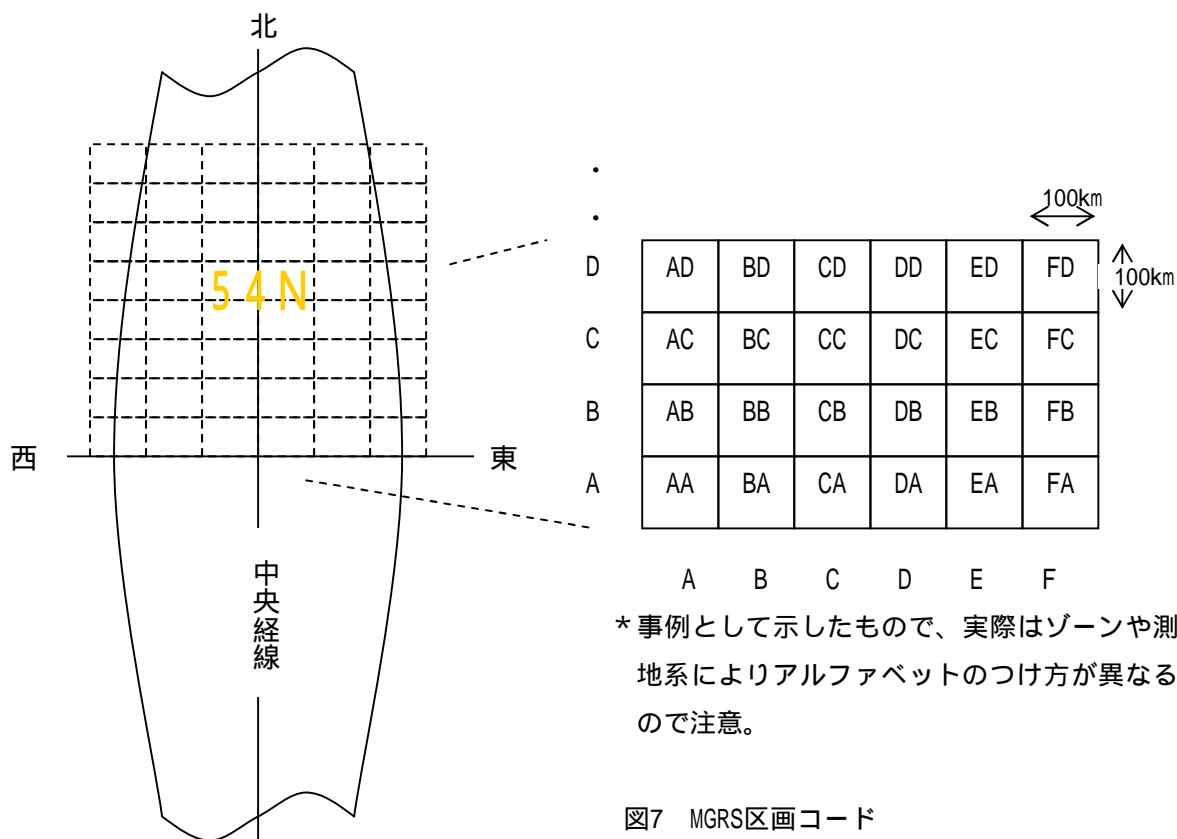 北
54N
西
東
中央経線
・
・
100km
100km
D AD BD CD DD ED FD
C AC BC CC DC EC FC
B AB BB CB DB EB FB
A AA BA CA DA EA FA
A B C D E F
*事例として示したもので、実際はゾーンや測
地系によりアルファベットのつけ方が異なる
ので注意。
図7 MGRS区画コード